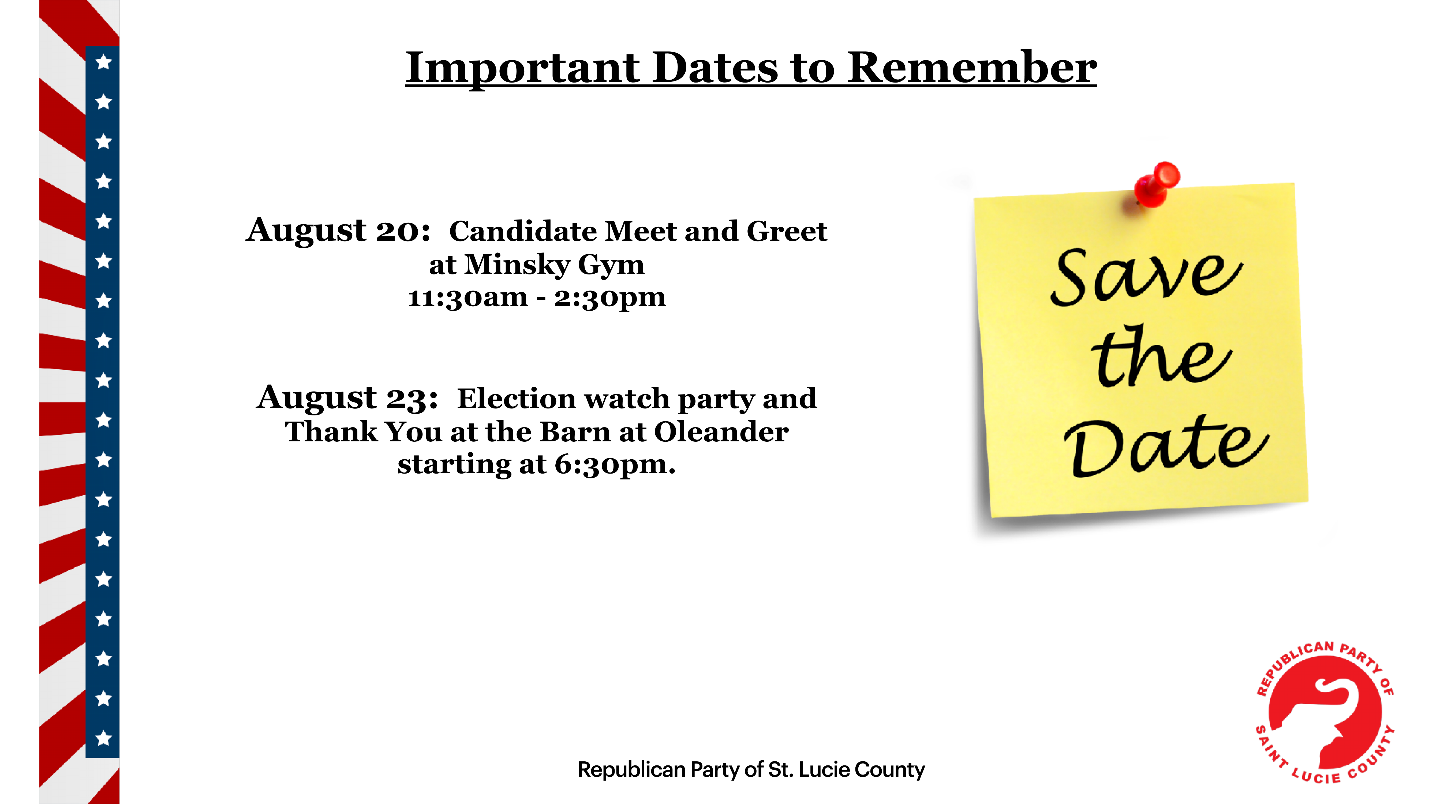 Important Dates to Remember
August 20: Candidate Meet and Greet
at Minsky Gym
11:30am - 2:30pm
August 23: Election watch party and
Thank You at the Barn at Oleander
starting at 6:30pm.
Save
the
Date
REPUBLICAN PARTY OF
SAINT LUCIE COUNTY
Republican Party of St. Lucie County